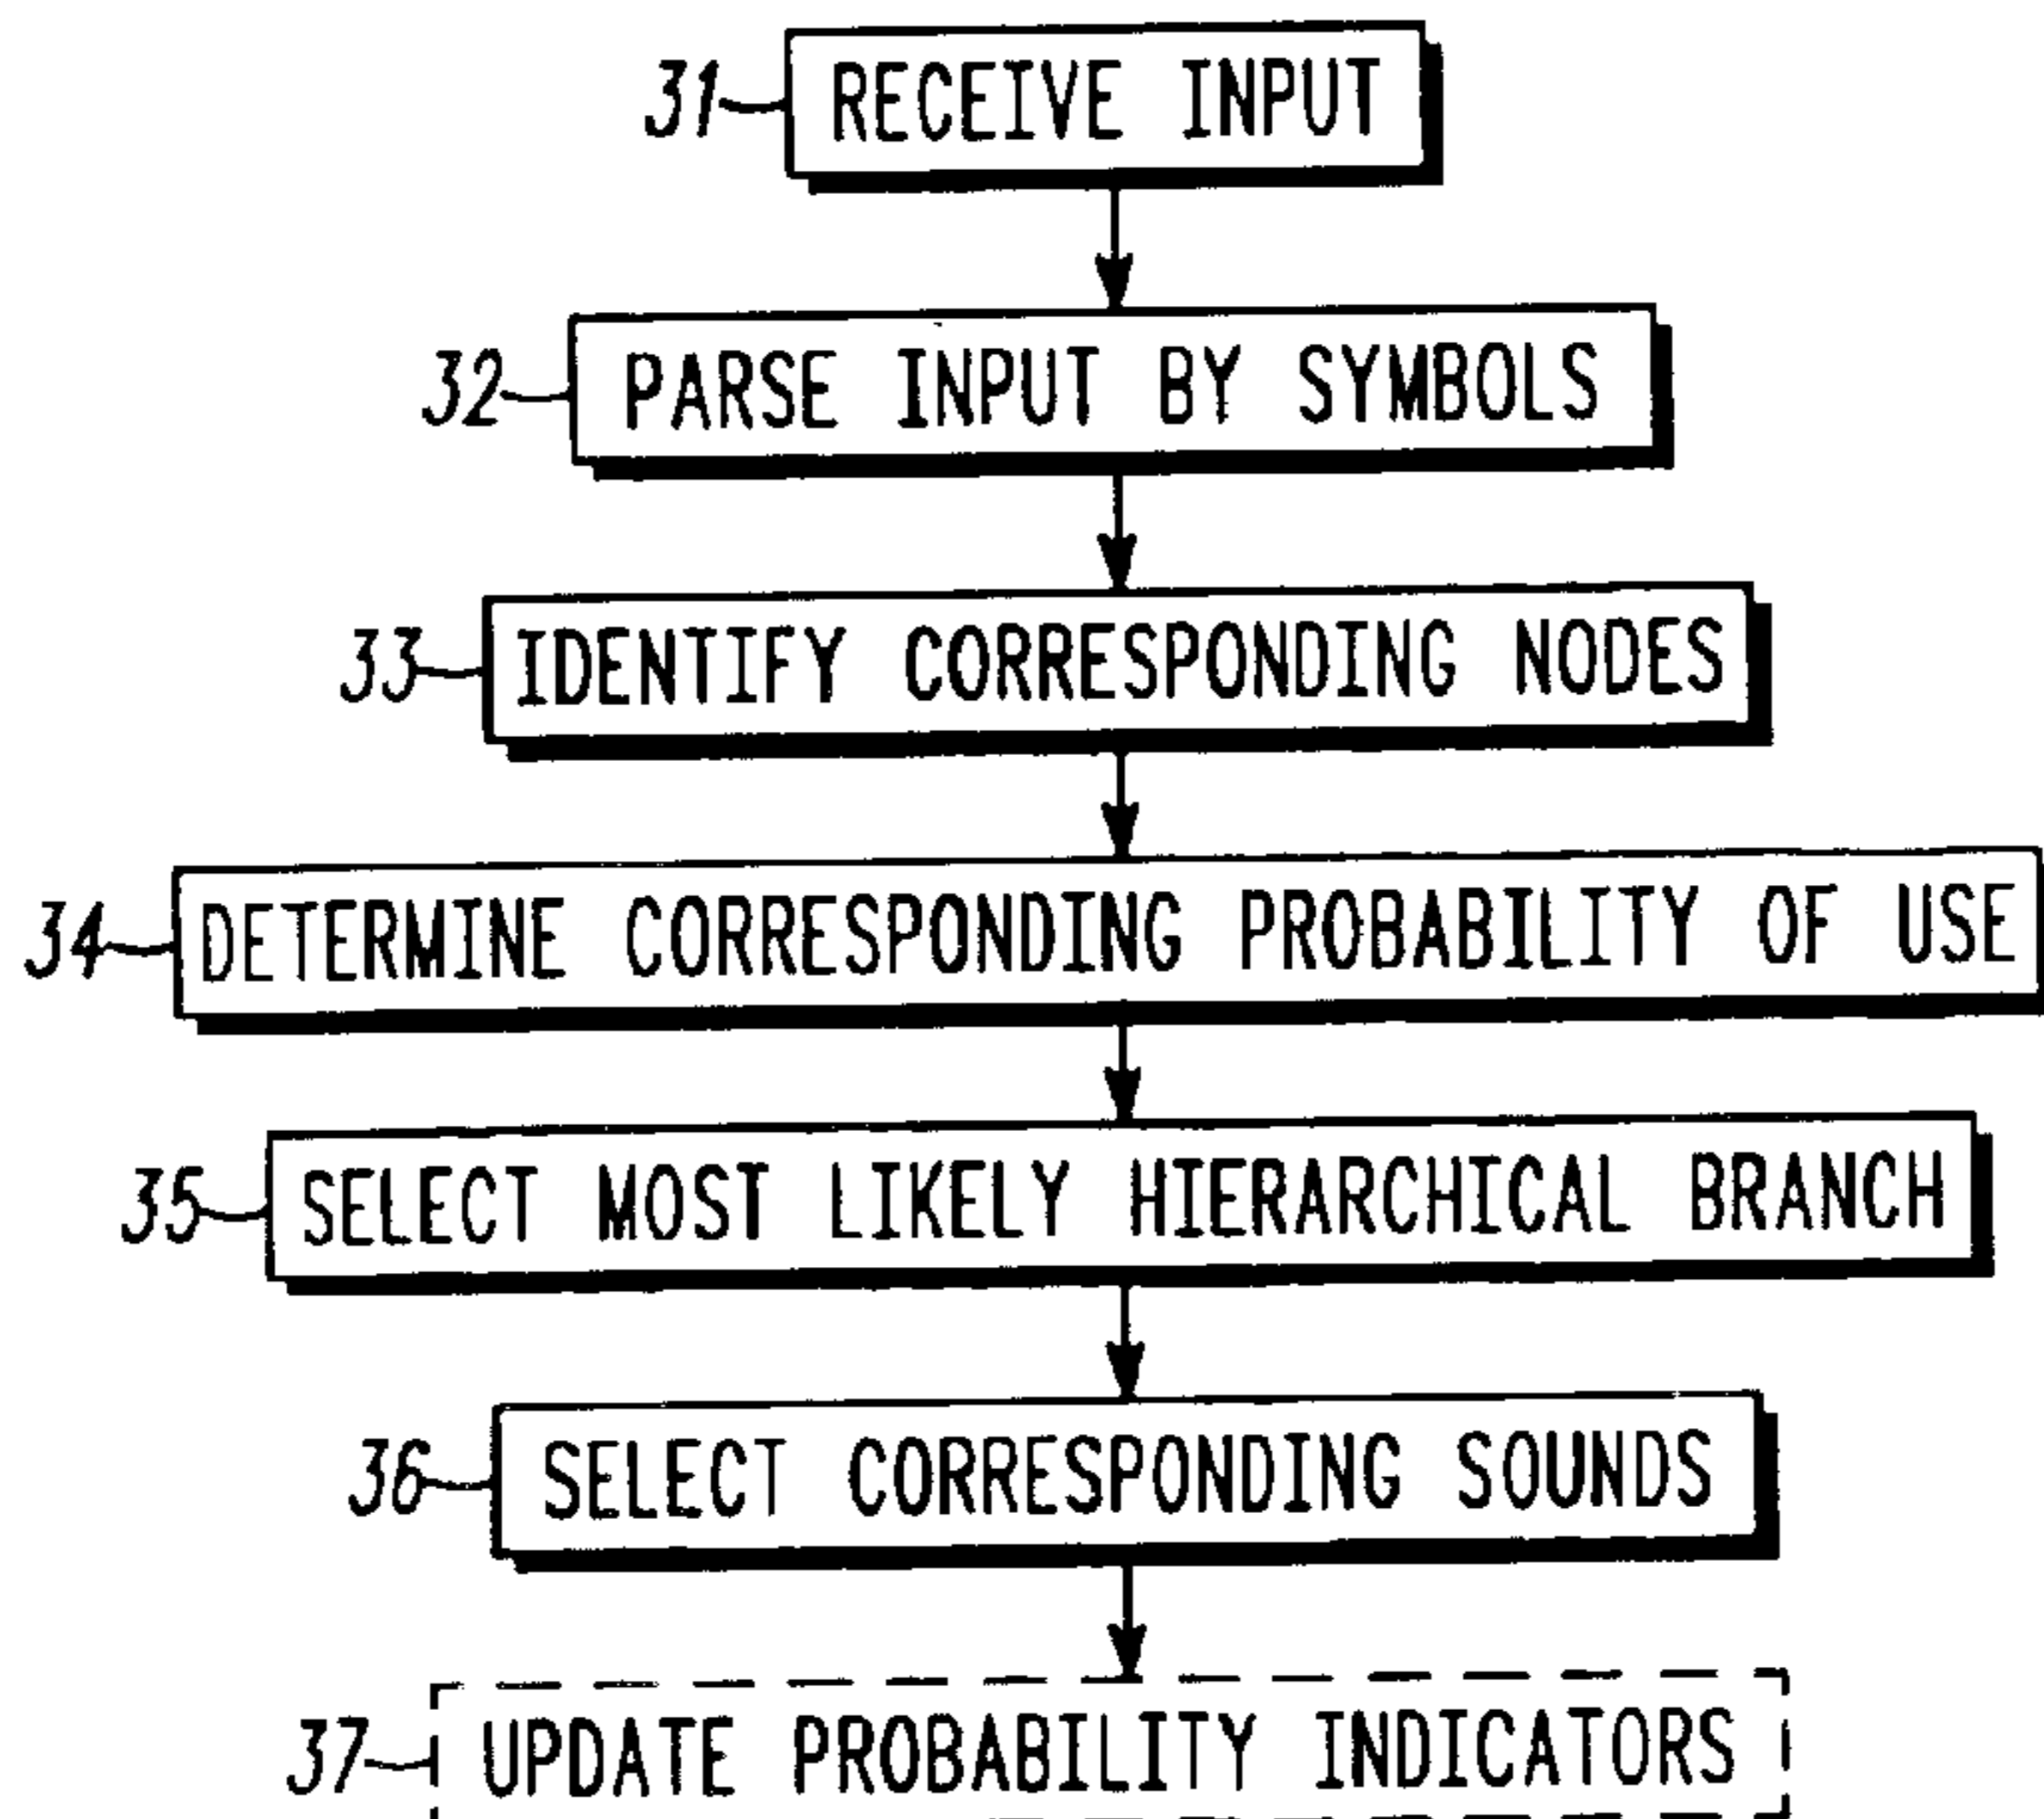 31 RECEIVE INPUT
32 PARSE INPUT BY SYMBOLS
33 IDENTIFY CORRESPONDING NODES
34 DETERMINE CORRESPONDING PROBABILITY OF USE
35 SELECT MOST LIKELY HIERARCHICAL BRANCH
36 SELECT CORRESPONDING SOUNDS
37 UPDATE PROBABILITY INDICATORS